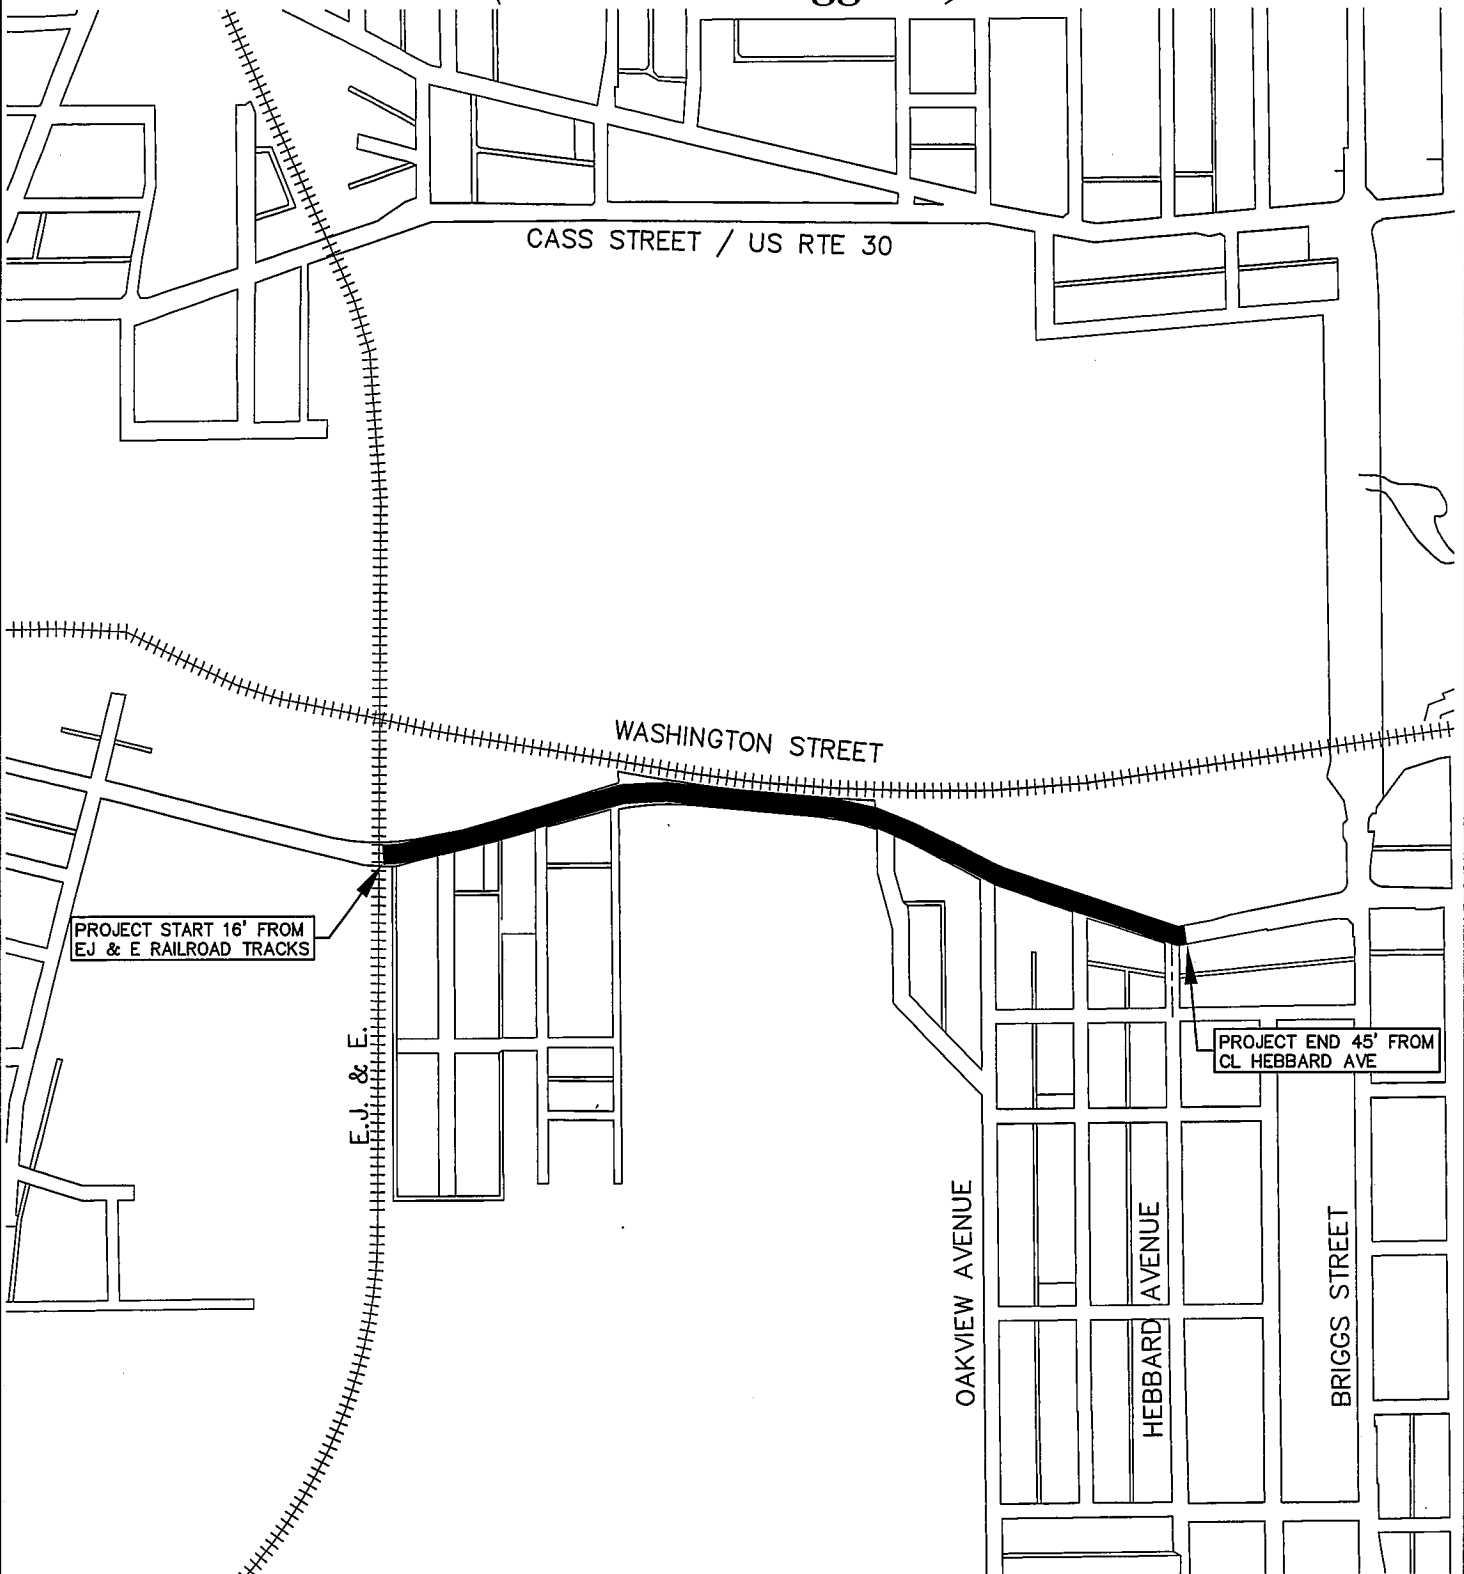 CASS STREET / US RTE 30
WASHINGTON STREET
PROJECT START 16' FROM
EJ & E RAILROAD TRACKS
E.J. & E.
PROJECT END 45' FROM
CL HEBBARD AVE
OAKVIEW AVENUE
HEBBARD AVENUE
BRIGGS STREET